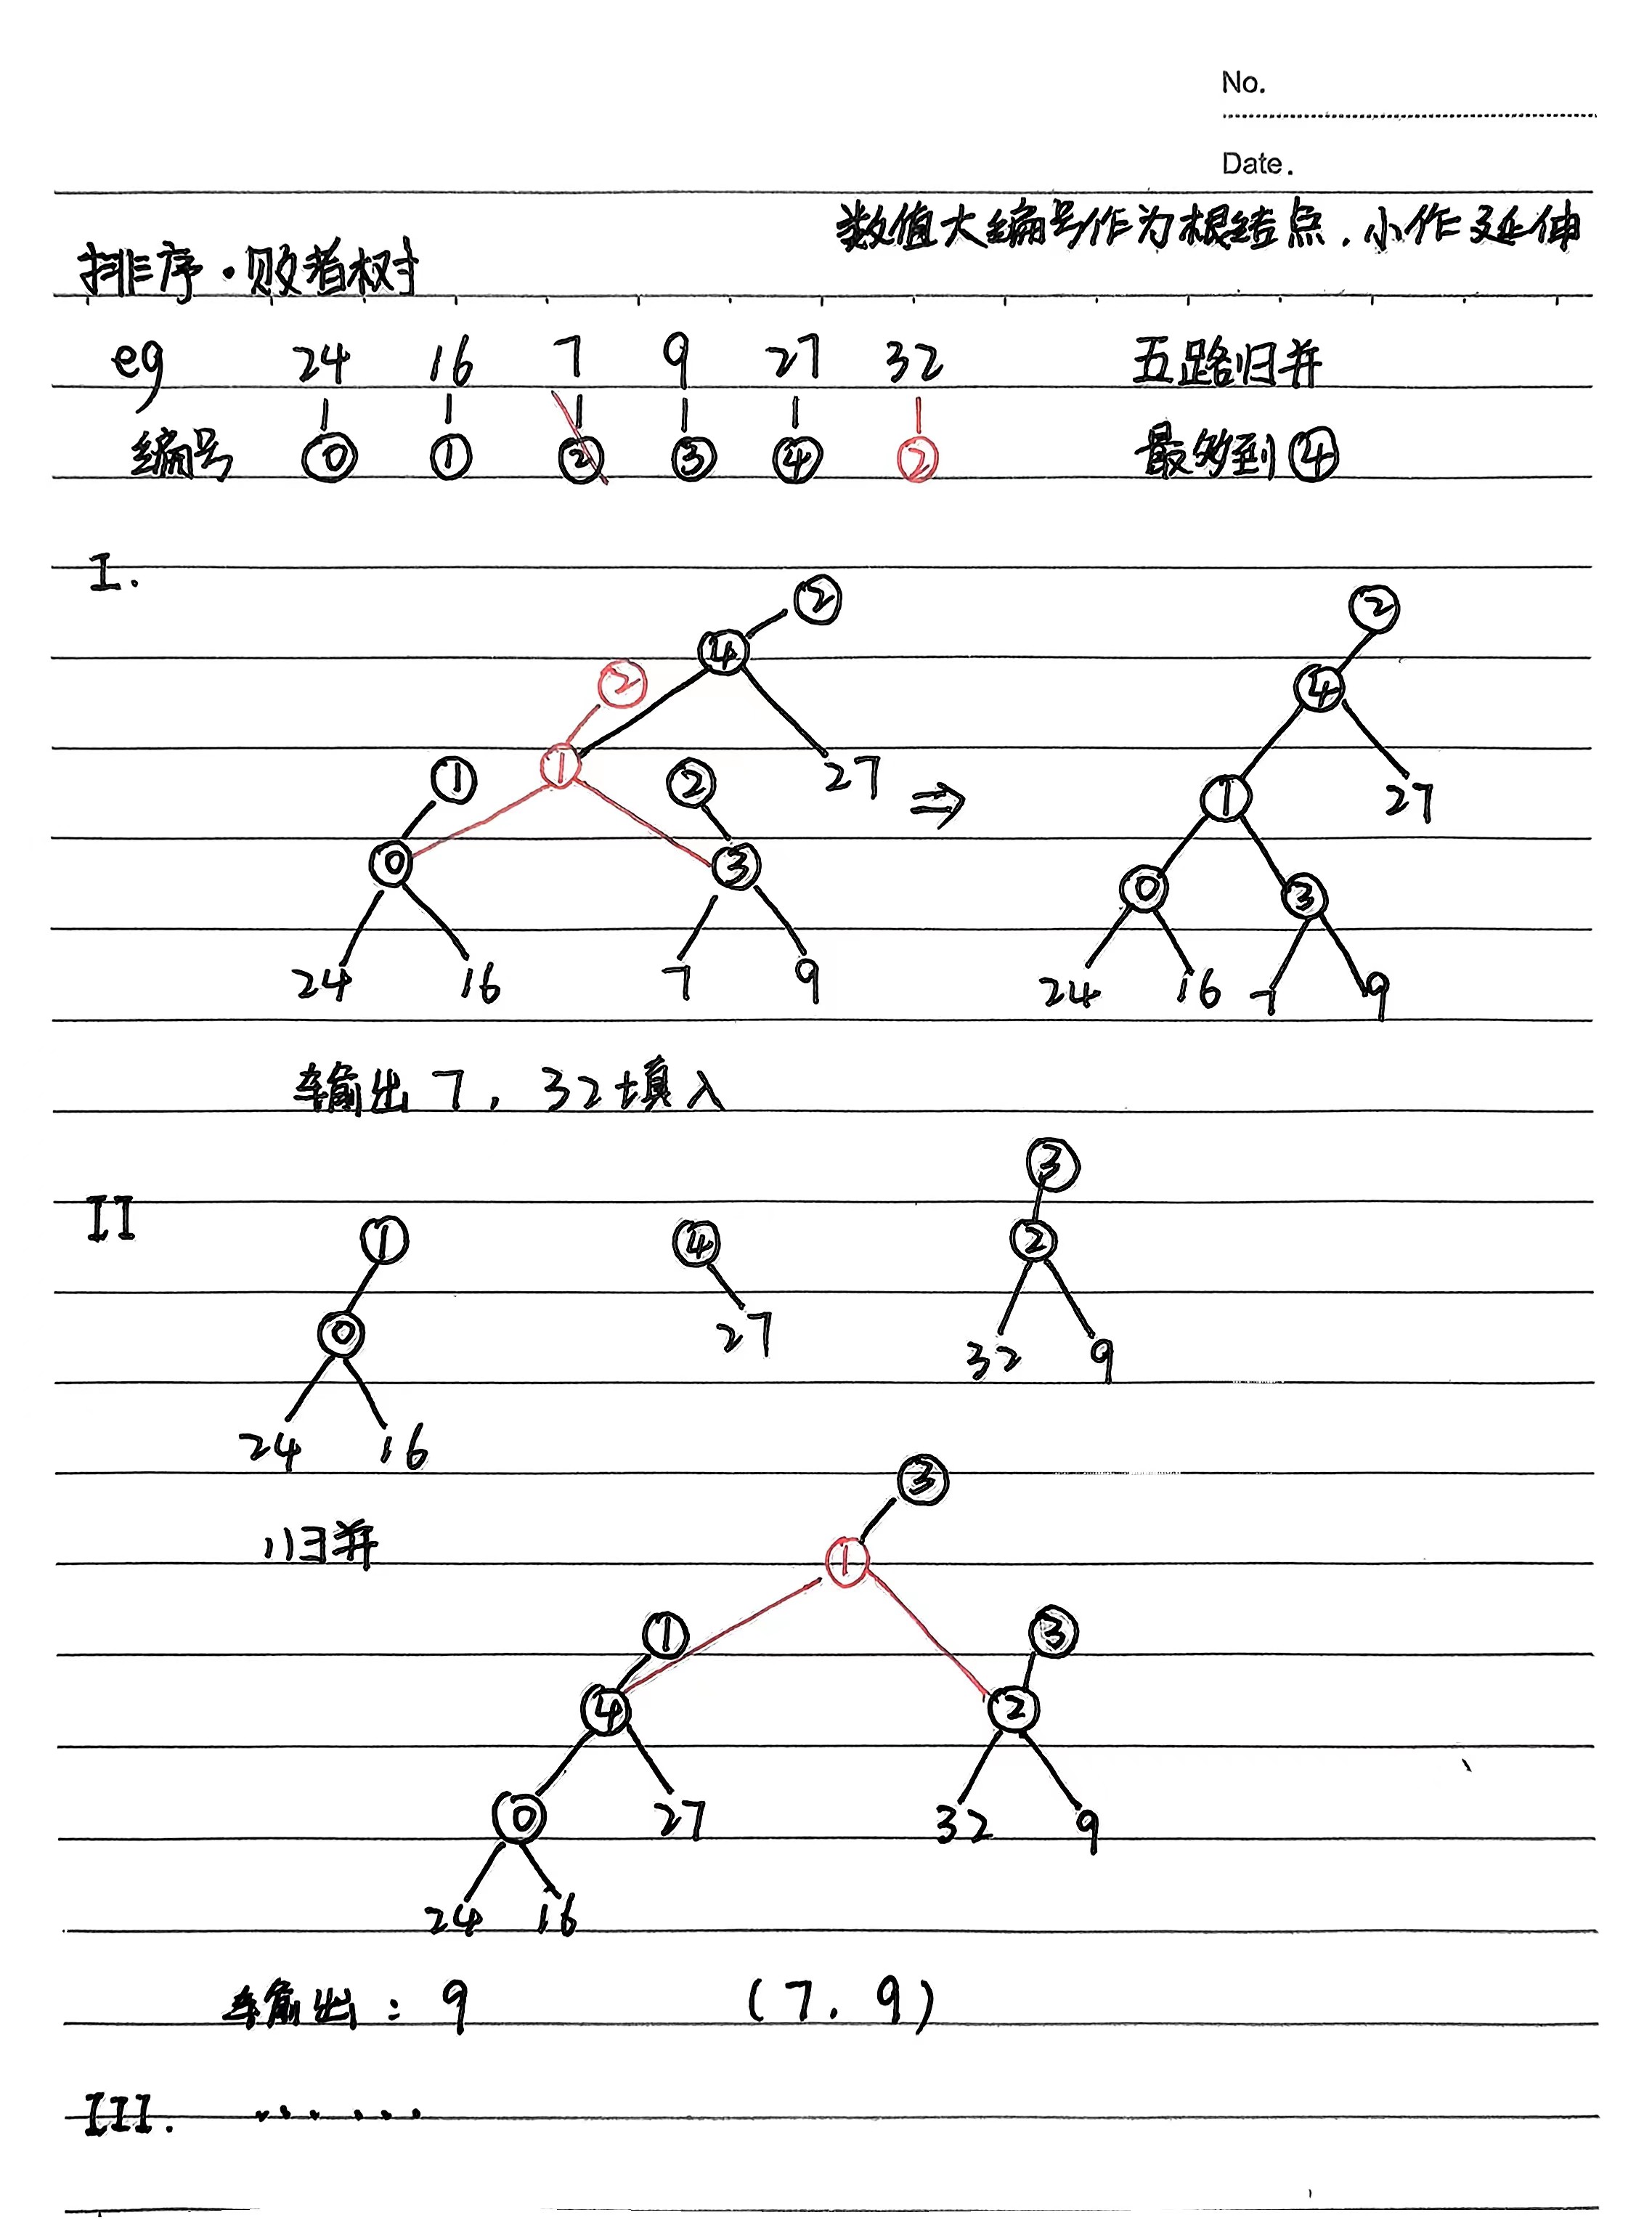 No.
Date.
数值大编号作为根结点,小作延伸
排序·败者树
eg 24 16 7 9 27 32 五路归并
编号 ⓪ ① ② ③ ④ ② 最多到④
I.
② ②
④ ④
②
① ① ② 27 ⇒ ① 27
⓪ ③ ⓪ ③
24 16 7 9 24 16 7 9
输出7,32填入
③
II ① ④ ②
⓪ 27 32 9
24 16
③
归并 ①
① ③
④ ②
⓪ 27 32 9
24 16
输出:9 (7.9)
III. ......